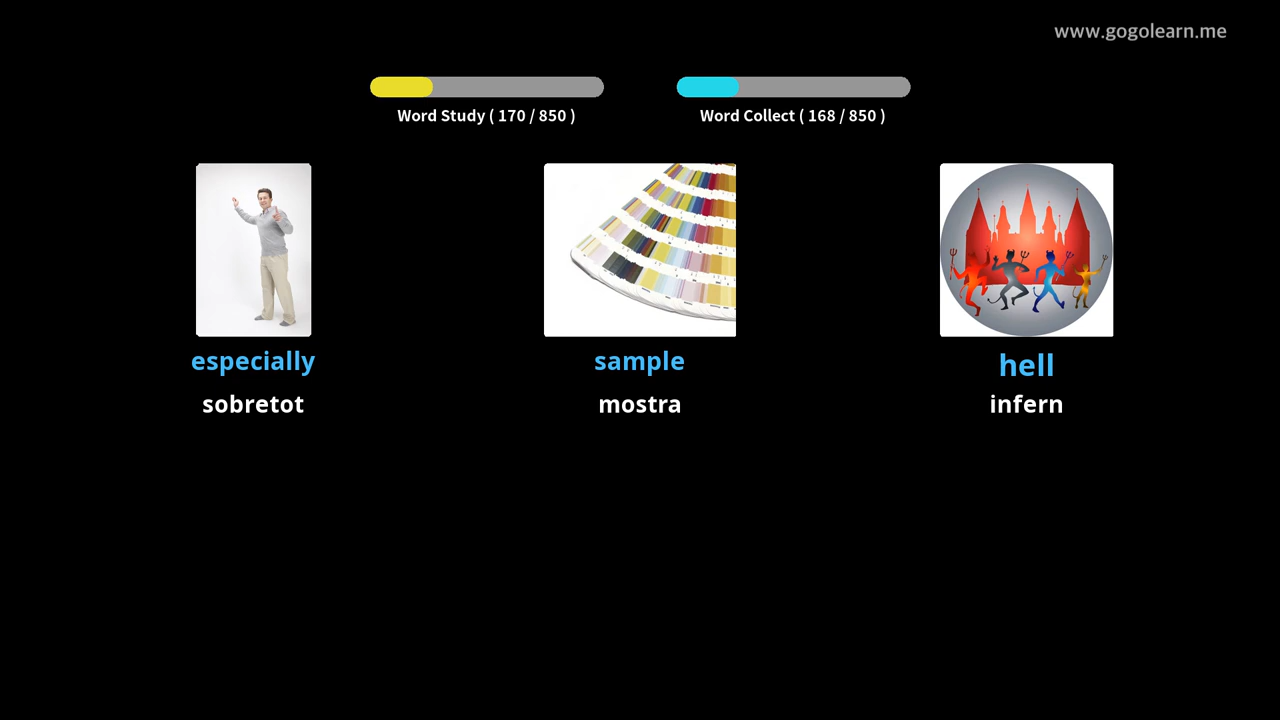 www.gogolearn.me
Word Study ( 170 / 850 )
Word Collect ( 168 / 850 )
especially
sobretot
sample
mostra
hell
infern